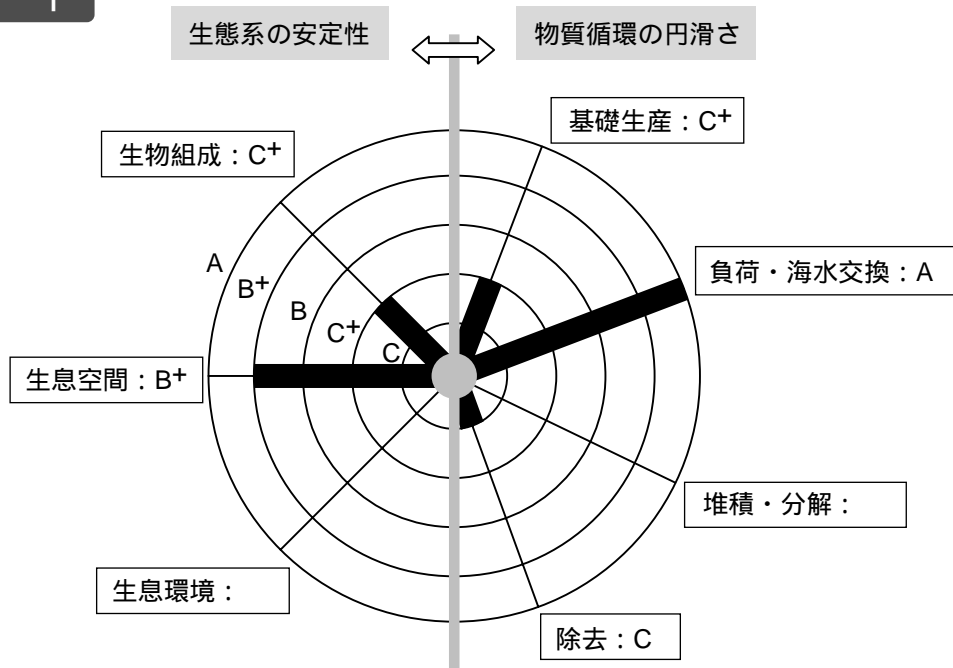 生態系の安定性
物質循環の円滑さ
基礎生産：C+
生物組成：C+
負荷・海水交換：A
A
B+
B
C+
C
生息空間：B+
堆積・分解：
生息環境：
除去：C